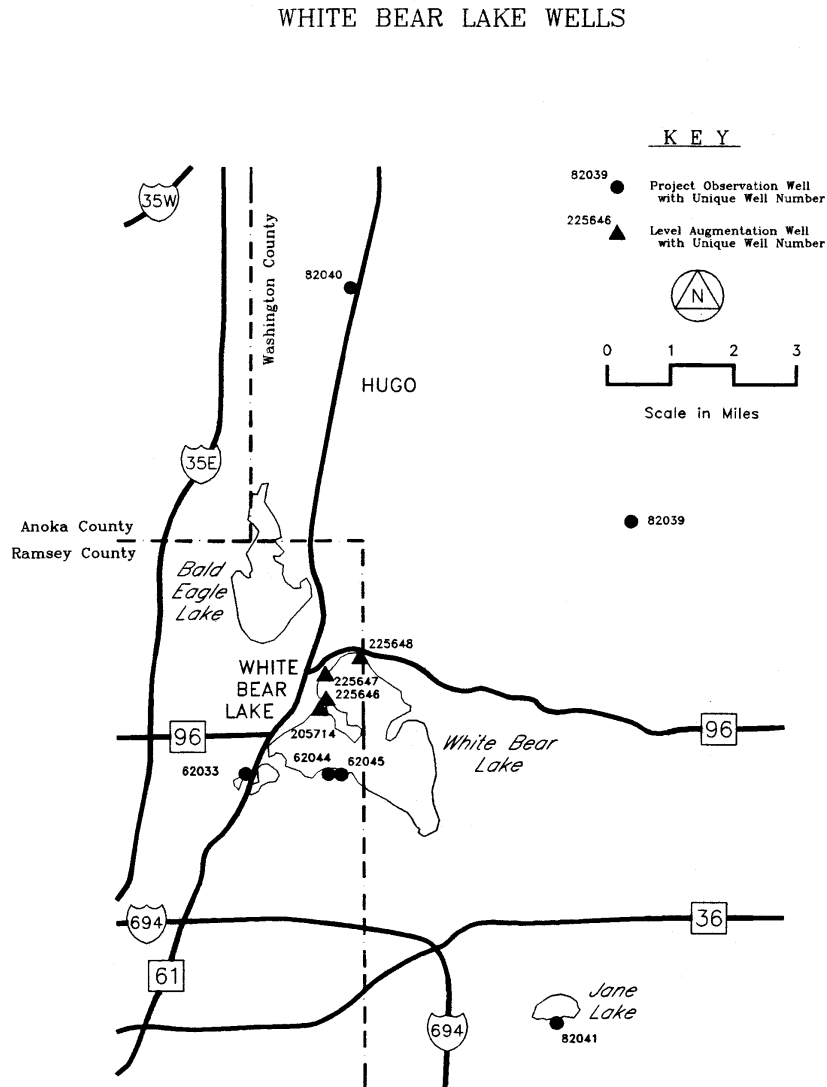 WHITE BEAR LAKE WELLS
KEY
82039
Project Observation Well
with Unique Well Number
225646
Level Augmentation Well
with Unique Well Number
N
0 1 2 3
Scale in Miles
35W
Washington County
82040
HUGO
35E
82039
Anoka County
Ramsey County
Bald
Eagle
Lake
225648
WHITE
BEAR
LAKE
225647
225646
205714
96
96
White Bear
Lake
62033
62044
62045
694
36
61
694
Jane
Lake
82041